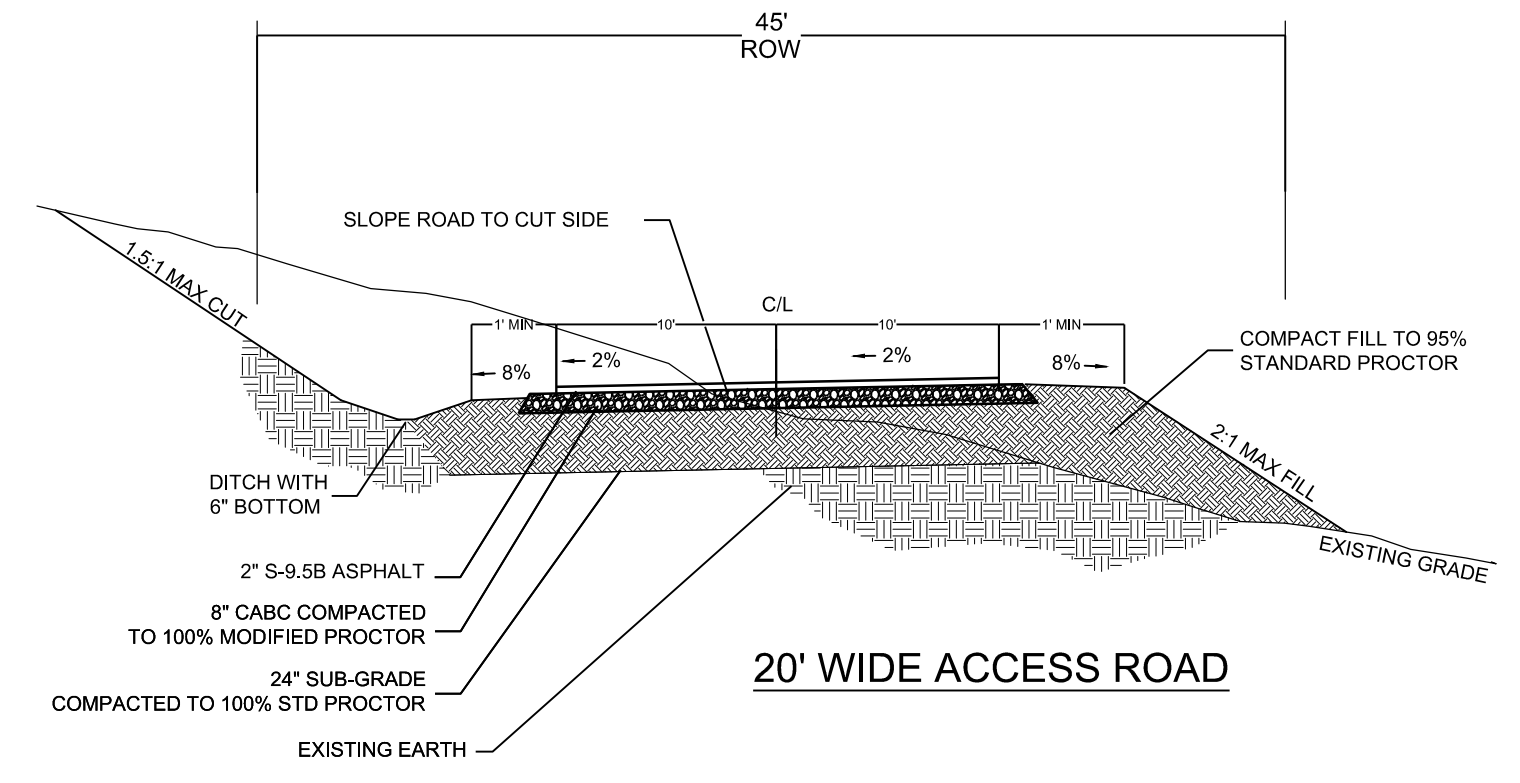 45'
ROW
SLOPE ROAD TO CUT SIDE
1.5:1 MAX CUT
C/L
1' MIN
10'
10'
1' MIN
8%
2%
2%
8%
COMPACT FILL TO 95%
STANDARD PROCTOR
2:1 MAX FILL
DITCH WITH
6" BOTTOM
EXISTING GRADE
2" S-9.5B ASPHALT
8" CABC COMPACTED
TO 100% MODIFIED PROCTOR
24" SUB-GRADE
COMPACTED TO 100% STD PROCTOR
EXISTING EARTH
20' WIDE ACCESS ROAD